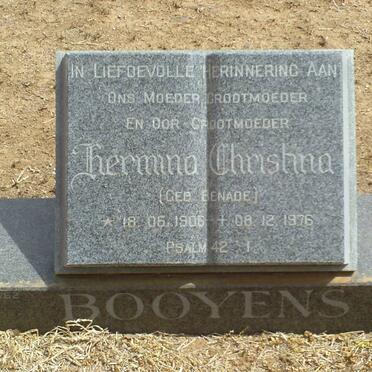 IN LIEFDEVOLLE HERINNERING AAN
ONS MOEDER, GROOTMOEDER
EN OOR GROOTMOEDER
Hermina Christina
(GEB. BENADE)
* 18. 06. 1906 + 08. 12. 1976
PSALM 42 : 1
BOOYENS